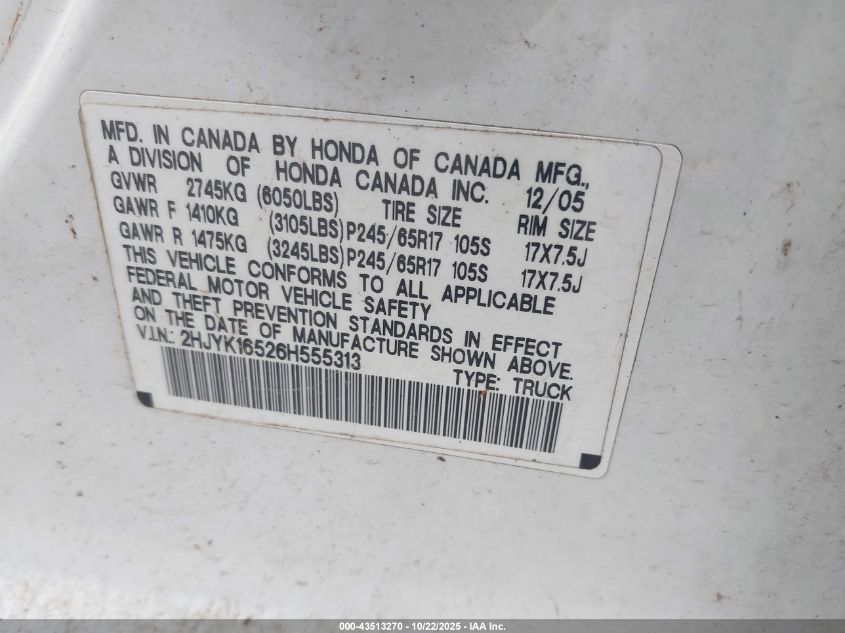 MFD. IN CANADA BY HONDA OF CANADA MFG.,
A DIVISION OF HONDA CANADA INC. 12/05
GVWR 2745KG (6050LBS) TIRE SIZE RIM SIZE
GAWR F 1410KG (3105LBS) P245/65R17 105S 17X7.5J
GAWR R 1475KG (3245LBS) P245/65R17 105S 17X7.5J
THIS VEHICLE CONFORMS TO ALL APPLICABLE
FEDERAL MOTOR VEHICLE SAFETY
AND THEFT PREVENTION STANDARDS IN EFFECT
ON THE DATE OF MANUFACTURE SHOWN ABOVE.
V.I.N.: 2HJYK16526H555313 TYPE: TRUCK
000-43513270 - 10/22/2025 - IAA Inc.